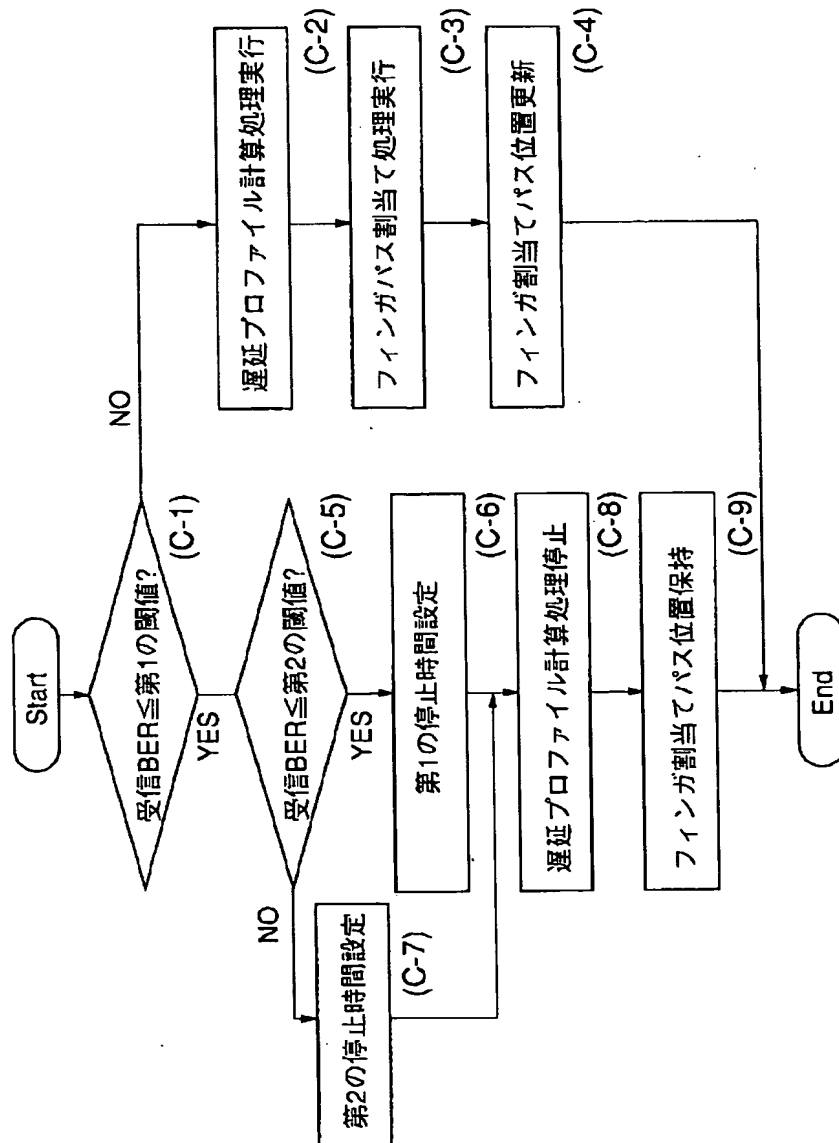 Start
受信BER≦第1の閾値?
(C-1)
NO
YES
遅延プロファイル計算処理実行
(C-2)
フィンガパス割当て処理実行
(C-3)
フィンガ割当てパス位置更新
(C-4)
受信BER≦第2の閾値?
(C-5)
NO
YES
第1の停止時間設定
(C-6)
第2の停止時間設定
(C-7)
遅延プロファイル計算処理停止
(C-8)
フィンガ割当てパス位置保持
(C-9)
End